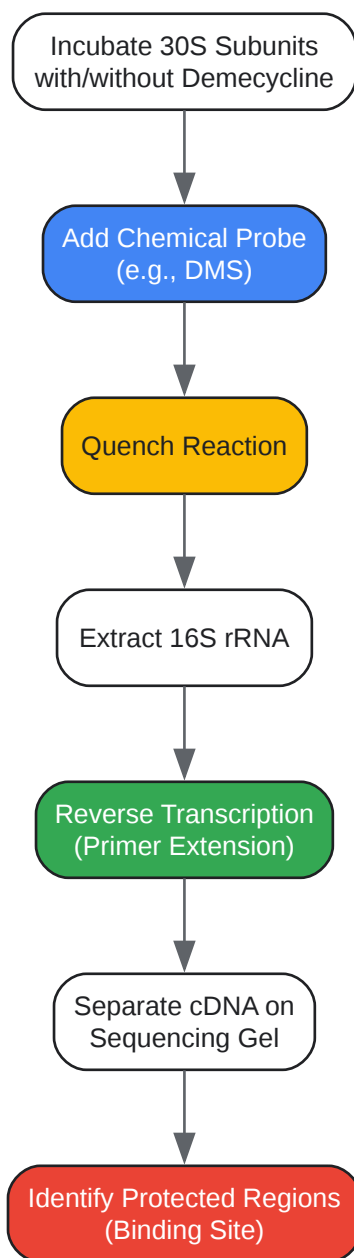 Incubate 30S Subunits
with/without Demecycline
Add Chemical Probe
(e.g., DMS)
Quench Reaction
Extract 16S rRNA
Reverse Transcription
(Primer Extension)
Separate cDNA on
Sequencing Gel
Identify Protected Regions
(Binding Site)